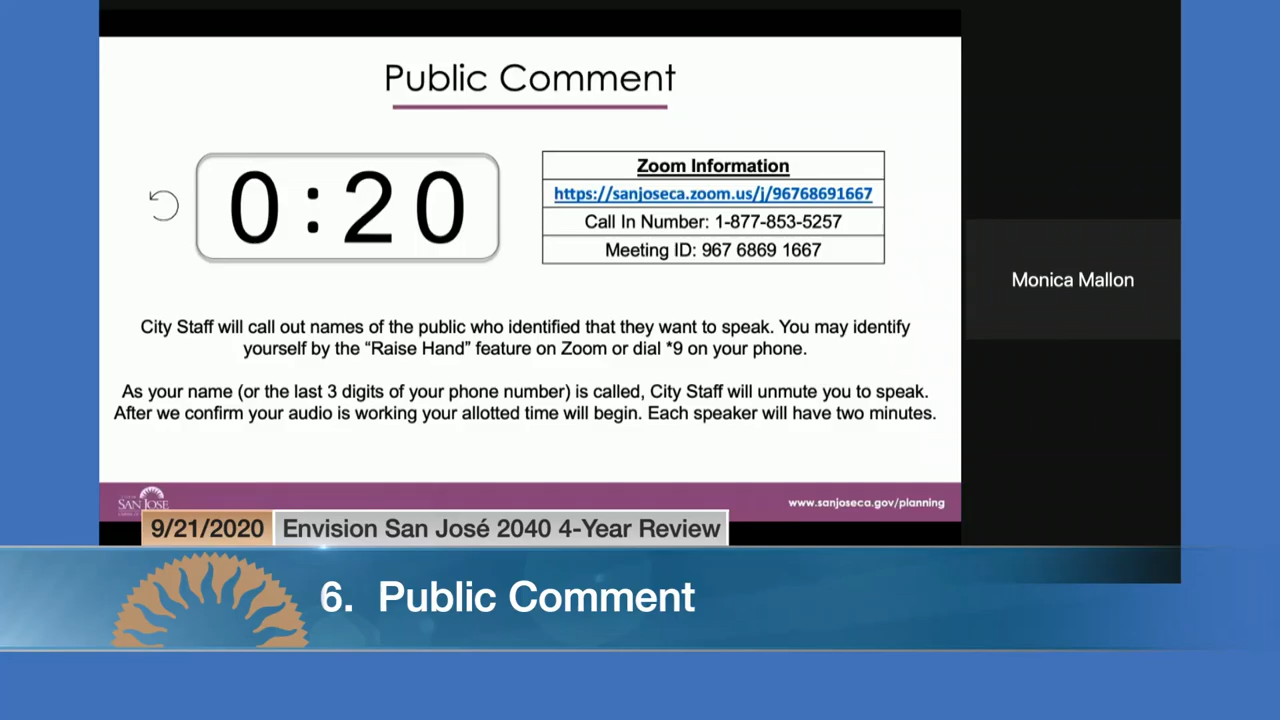 Public Comment
0:20
Zoom Information
https://sanjoseca.zoom.us/j/96768691667
Call In Number: 1-877-853-5257
Meeting ID: 967 6869 1667
Monica Mallon
City Staff will call out names of the public who identified that they want to speak. You may identify
yourself by the “Raise Hand” feature on Zoom or dial *9 on your phone.
As your name (or the last 3 digits of your phone number) is called, City Staff will unmute you to speak.
After we confirm your audio is working your allotted time will begin. Each speaker will have two minutes.
SAN JOSE
www.sanjoseca.gov/planning
9/21/2020 Envision San José 2040 4-Year Review
6. Public Comment